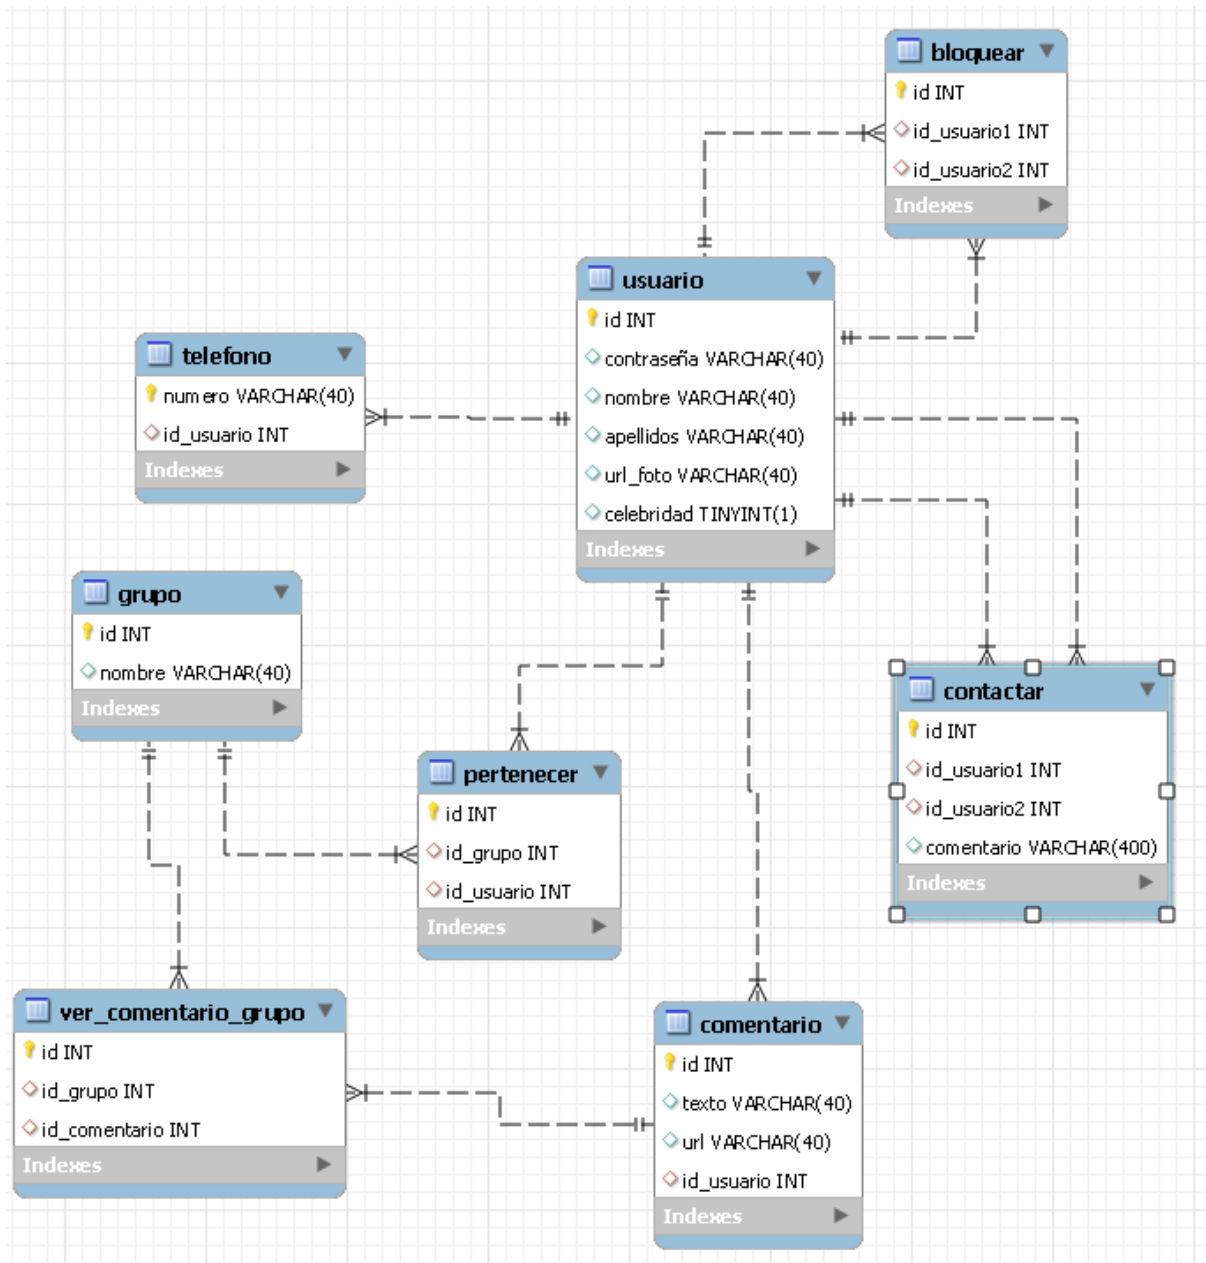 bloquear
id INT
id_usuario1 INT
id_usuario2 INT
Indexes
usuario
id INT
contraseña VARCHAR(40)
nombre VARCHAR(40)
apellidos VARCHAR(40)
url_foto VARCHAR(40)
celebridad TINYINT(1)
Indexes
telefono
numero VARCHAR(40)
id_usuario INT
Indexes
grupo
id INT
nombre VARCHAR(40)
Indexes
contactar
id INT
id_usuario1 INT
id_usuario2 INT
comentario VARCHAR(400)
Indexes
pertenecer
id INT
id_grupo INT
id_usuario INT
Indexes
ver_comentario_grupo
id INT
id_grupo INT
id_comentario INT
Indexes
comentario
id INT
texto VARCHAR(40)
url VARCHAR(40)
id_usuario INT
Indexes